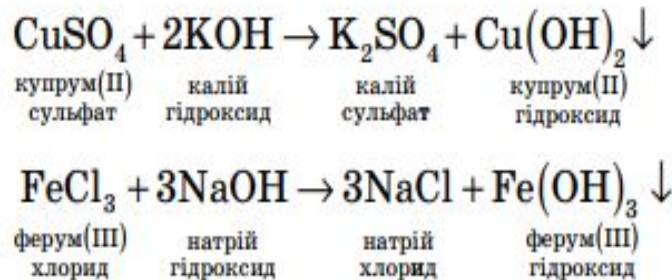 CuSO₄ + 2KOH → K₂SO₄ + Cu(OH)₂↓
купрум(II) калій калій купрум(II)
сульфат гідроксид сульфат гідроксид
FeCl₃ + 3NaOH → 3NaCl + Fe(OH)₃↓
ферум(III) натрій натрій ферум(III)
хлорид гідроксид хлорид гідроксид